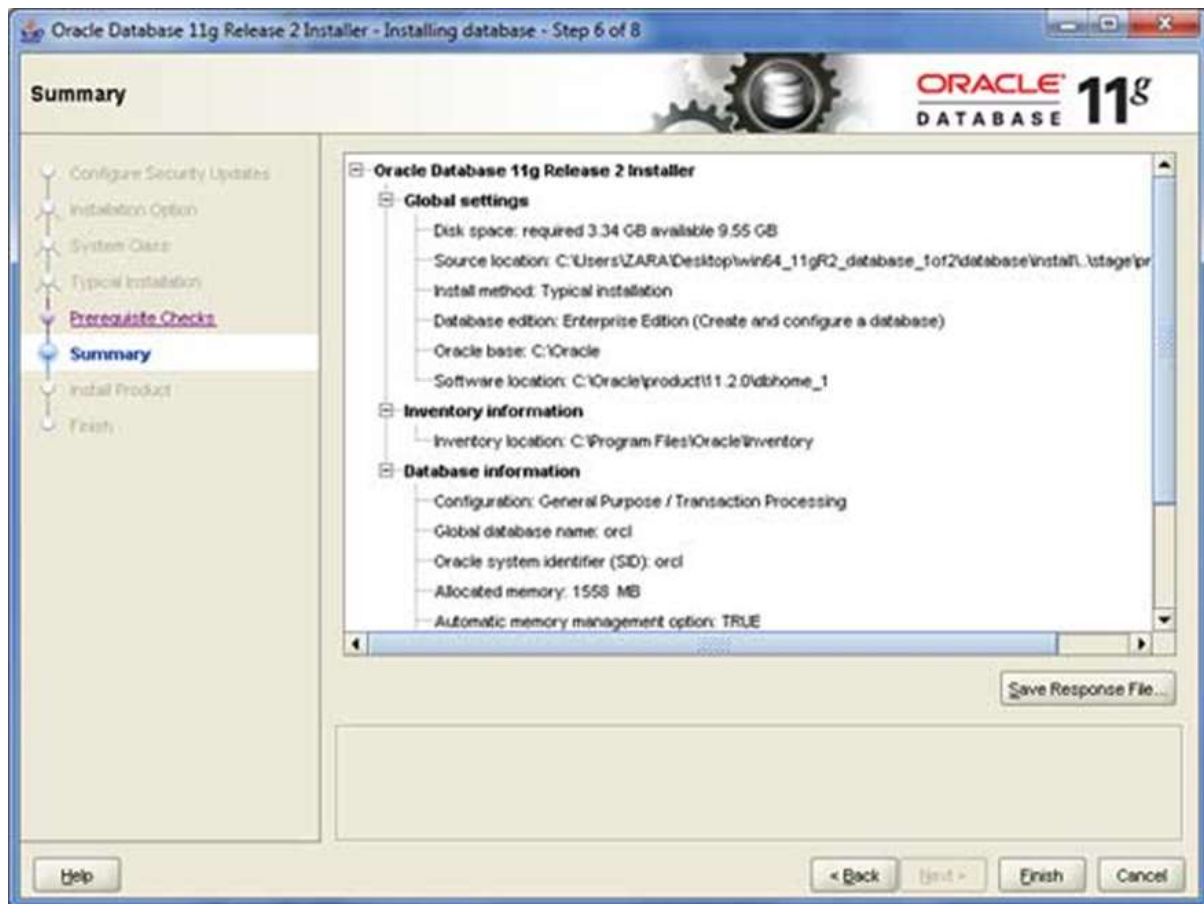 Oracle Database 11g Release 2 Installer - Installing database - Step 6 of 8
Summary
ORACLE DATABASE 11g
Configure Security Updates
Installation Option
System Class
Typical Installation
Prerequisite Checks
Summary
Install Product
Finish
Oracle Database 11g Release 2 Installer
Global settings
Disk space: required 3.34 GB available 9.55 GB
Source location: C:\Users\ZARA\Desktop\win64_11gR2_database_1of2\database\install\..\stage\pr
Install method: Typical installation
Database edition: Enterprise Edition (Create and configure a database)
Oracle base: C:\Oracle
Software location: C:\Oracle\product\11.2.0\dbhome_1
Inventory information
Inventory location: C:\Program Files\Oracle\Inventory
Database information
Configuration: General Purpose / Transaction Processing
Global database name: orcl
Oracle system identifier (SID): orcl
Allocated memory: 1558 MB
Automatic memory management option: TRUE
Save Response File...
Help
< Back
Next >
Finish
Cancel